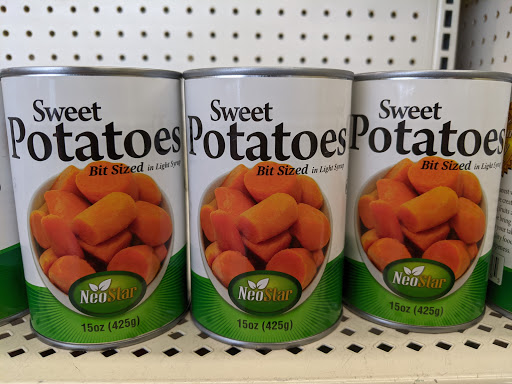 Sweet
Potatoes
Bit Sized in Light Syrup
NeoStar
15oz (425g)
Sweet
Potatoes
Bit Sized in Light Syrup
NeoStar
15oz (425g)
Sweet
Potatoes
Bit Sized in Light Syrup
NeoStar
15oz (425g)